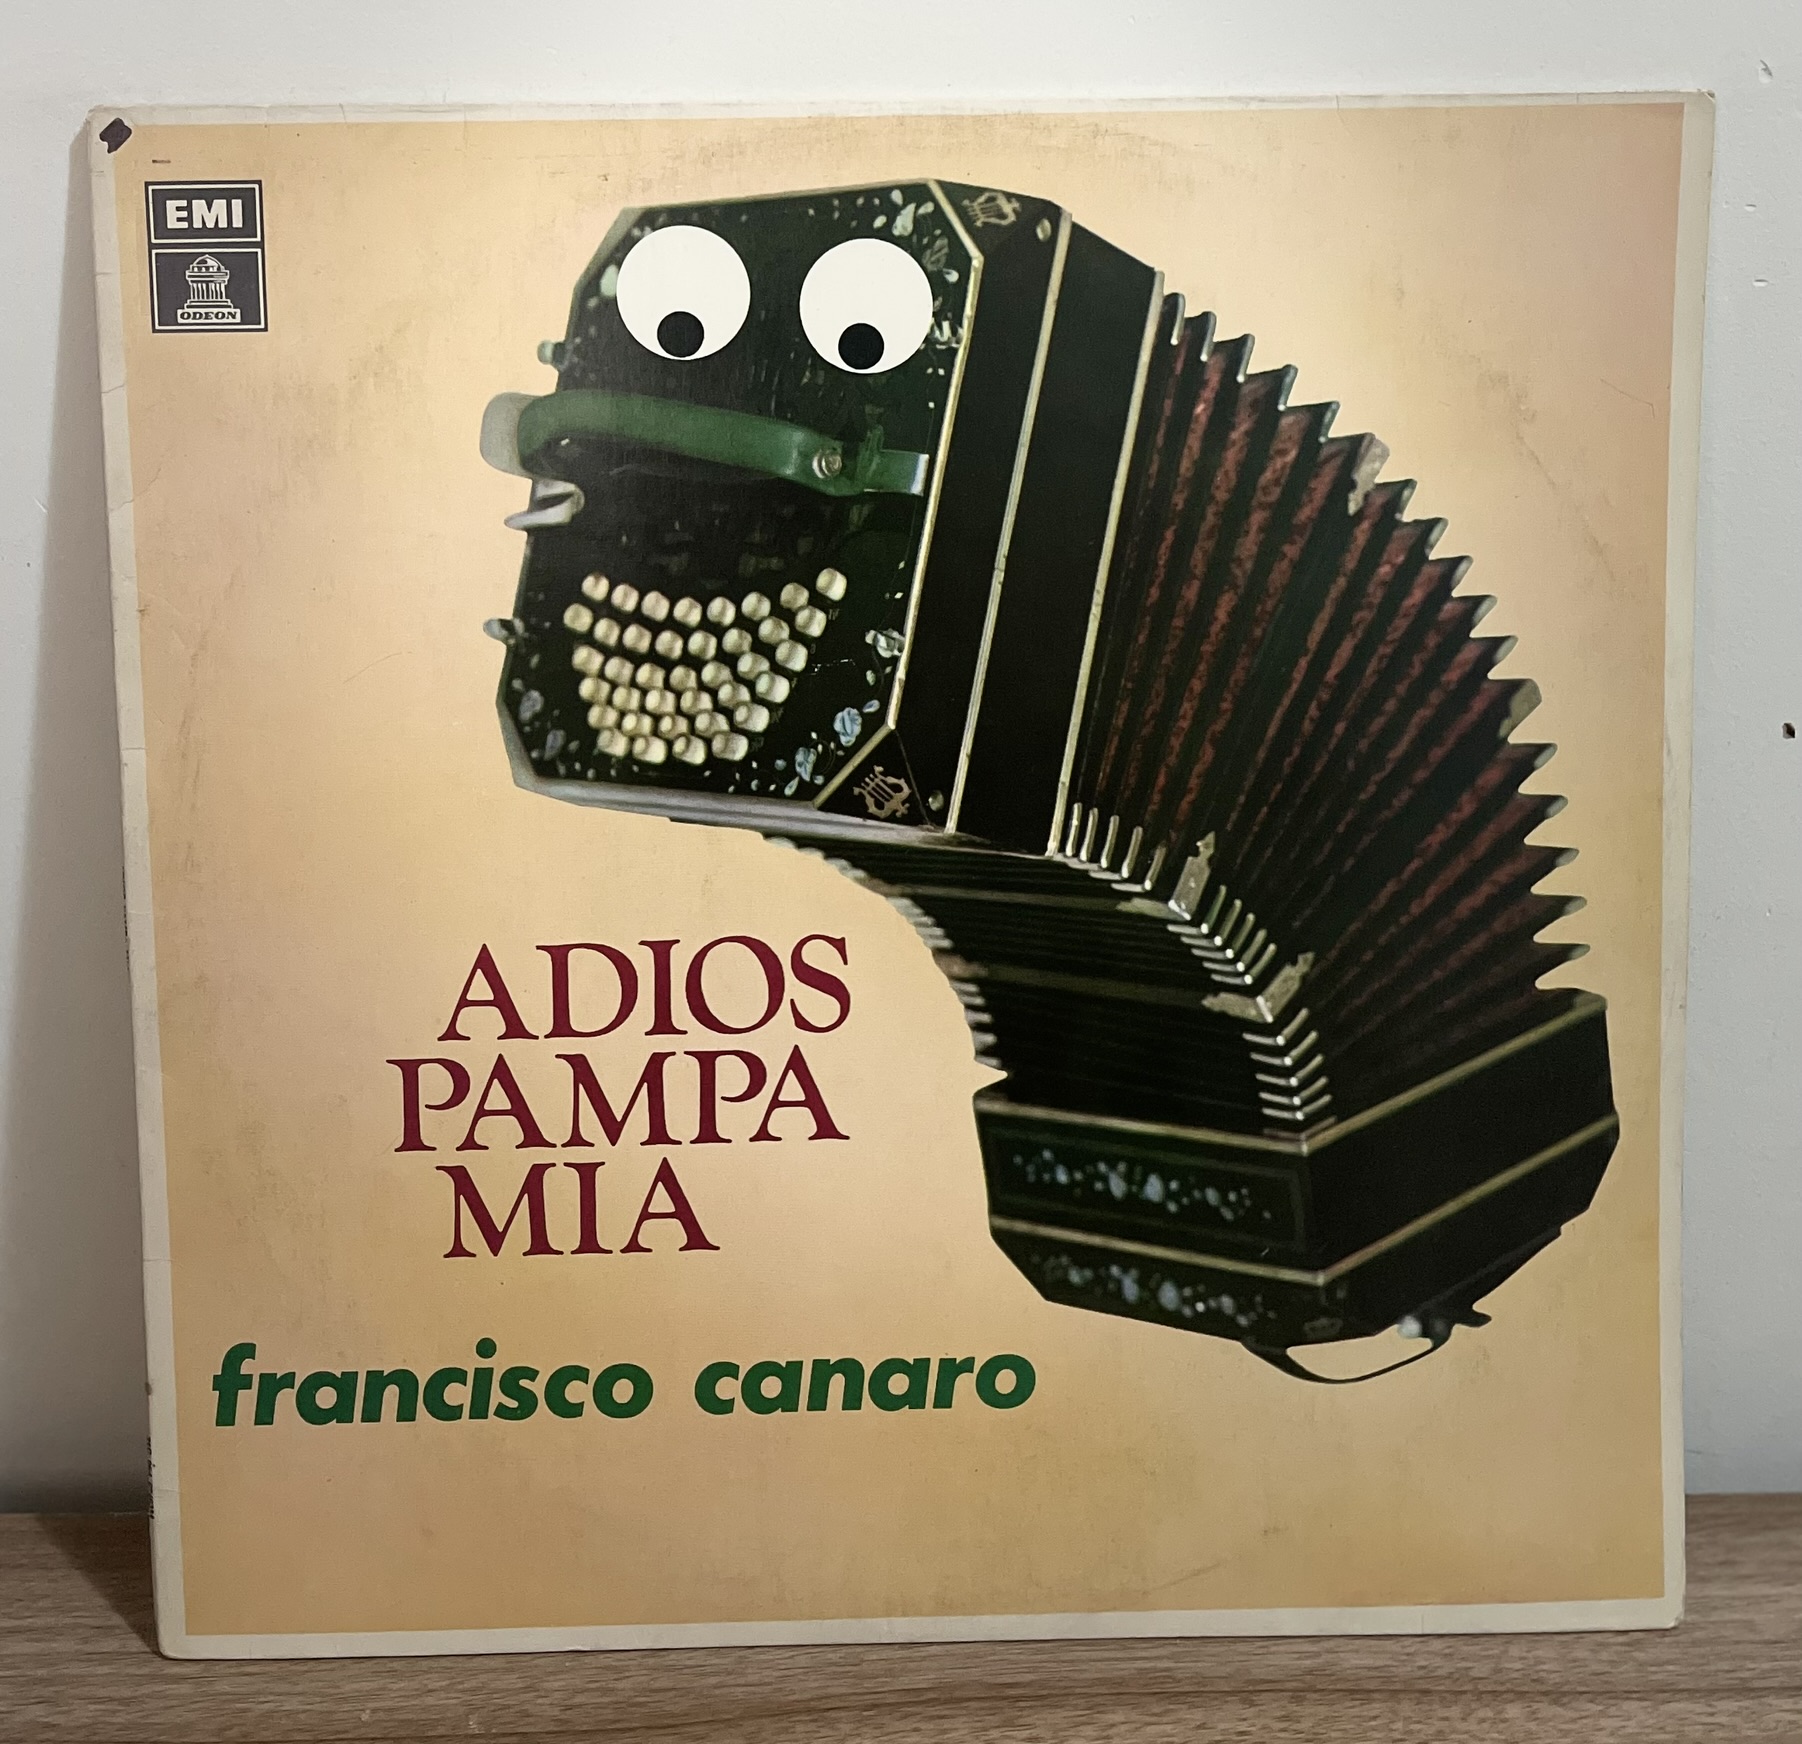 EMI
ODEON
ADIOS
PAMPA
MIA
francisco canaro